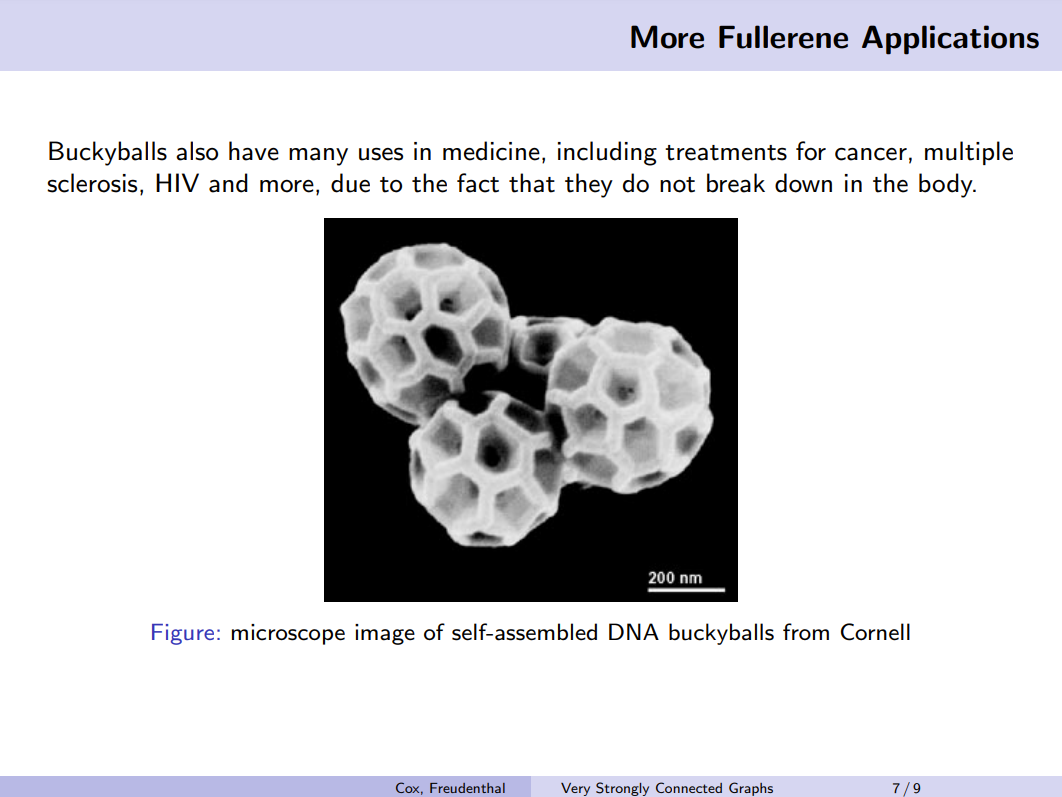 More Fullerene Applications
Buckyballs also have many uses in medicine, including treatments for cancer, multiple
sclerosis, HIV and more, due to the fact that they do not break down in the body.
200 nm
Figure: microscope image of self-assembled DNA buckyballs from Cornell
Cox, Freudenthal Very Strongly Connected Graphs 7 / 9